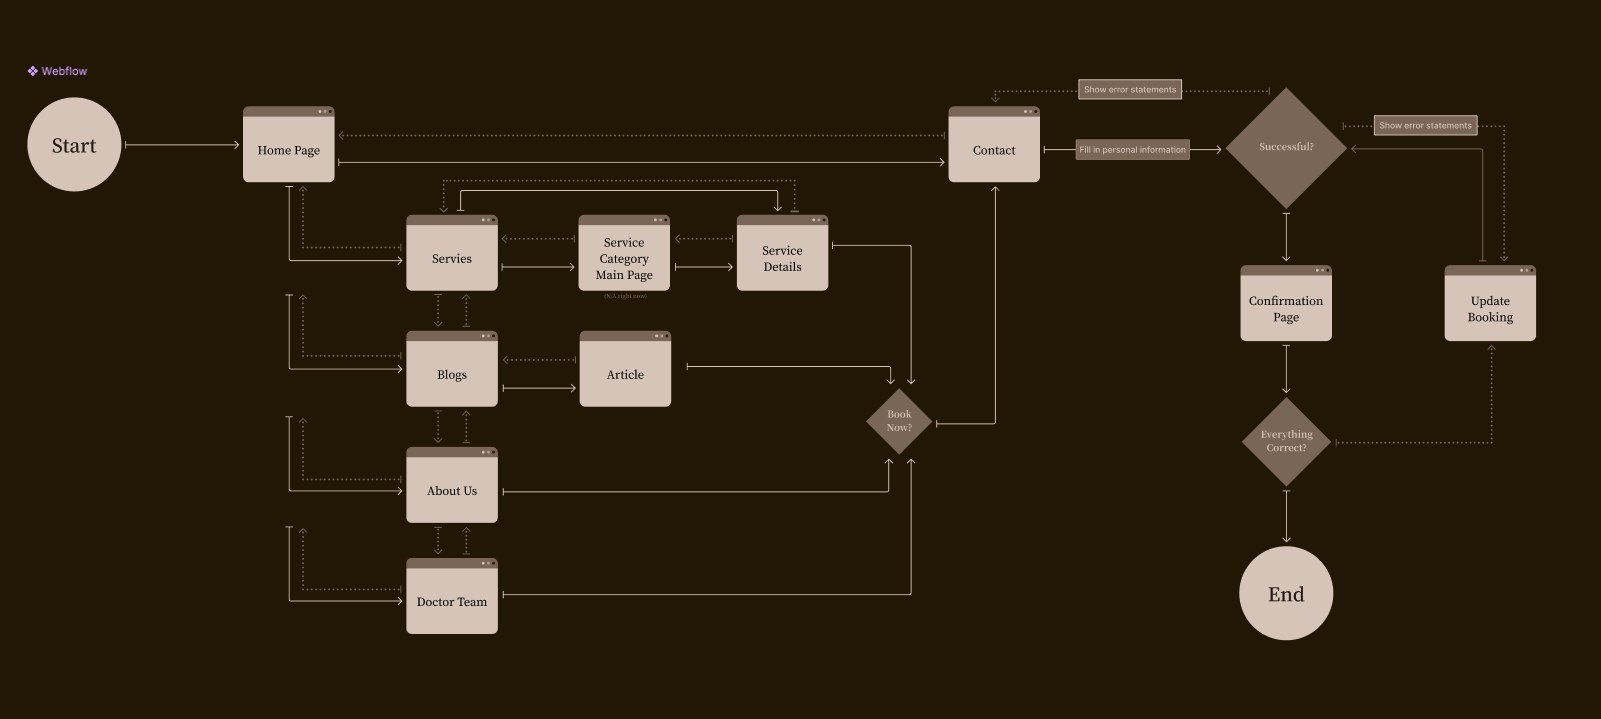 Webflow
Start
Home Page
Contact
Show error statements
Fill in personal information
Successful?
Show error statements
Servies
Service
Category
Main Page
(N/A right now)
Service
Details
Confirmation
Page
Update
Booking
Blogs
Article
Book
Now?
Everything
Correct?
About Us
Doctor Team
End